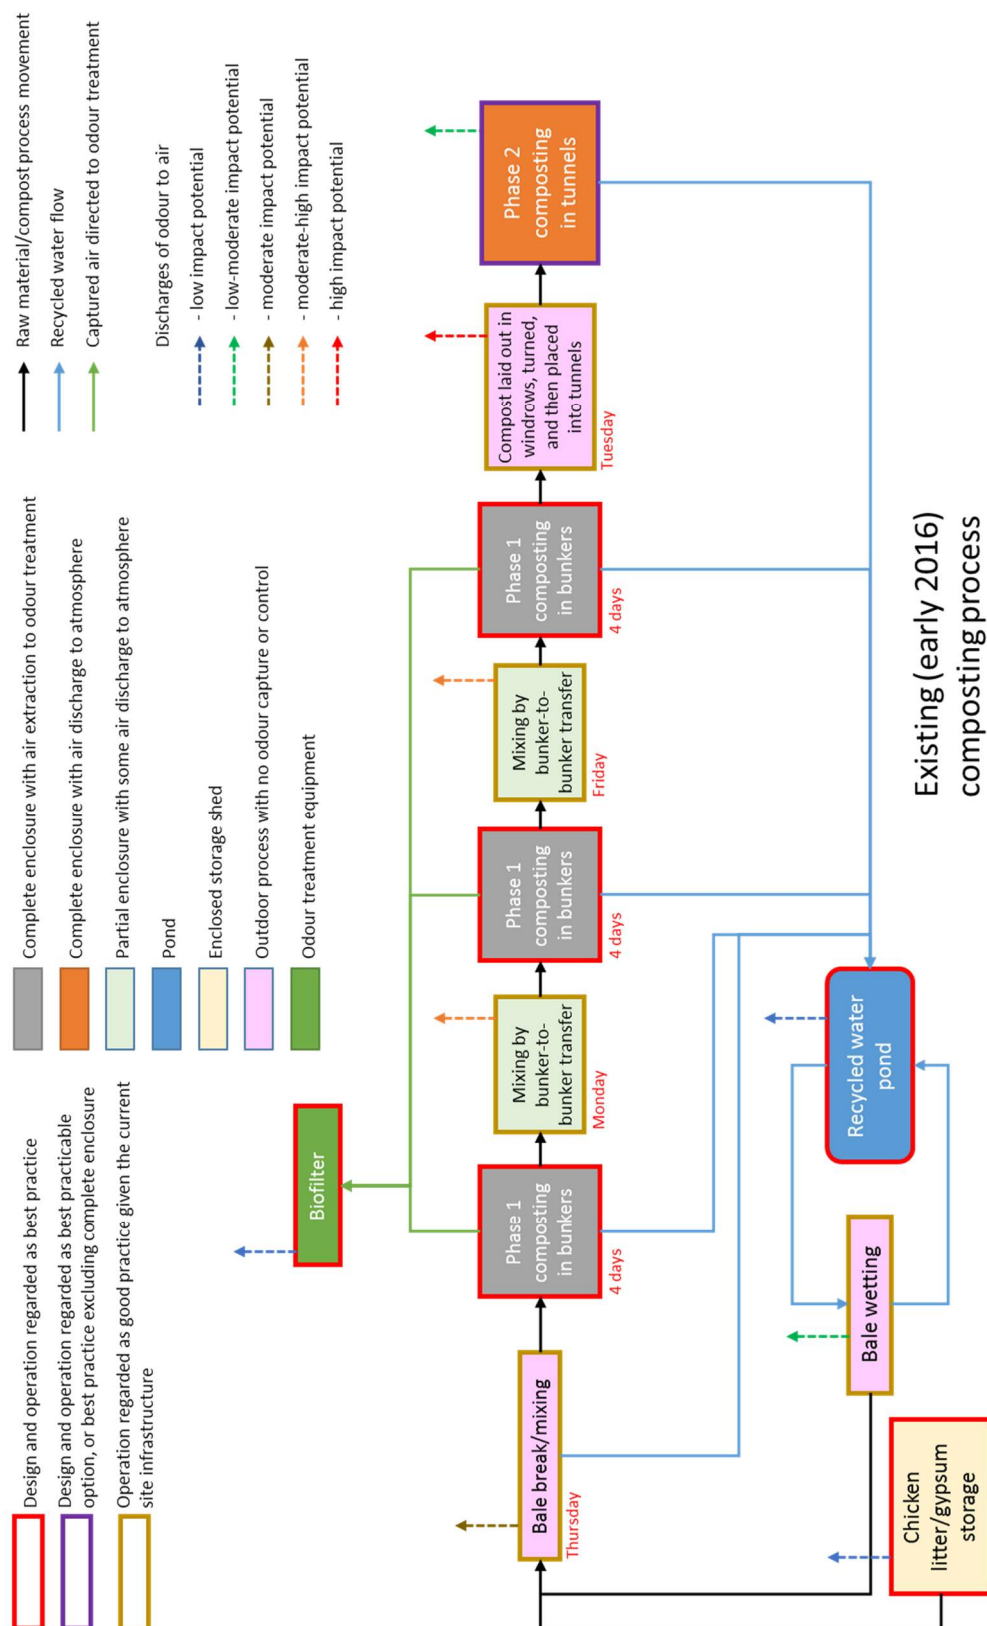 Design and operation regarded as best practice
Design and operation regarded as best practicable
option, or best practice excluding complete enclosure
Operation regarded as good practice given the current
site infrastructure
Complete enclosure with air extraction to odour treatment
Complete enclosure with air discharge to atmosphere
Partial enclosure with some air discharge to atmosphere
Pond
Enclosed storage shed
Outdoor process with no odour capture or control
Odour treatment equipment
Raw material/compost process movement
Recycled water flow
Captured air directed to odour treatment
Discharges of odour to air
- low impact potential
- low-moderate impact potential
- moderate impact potential
- moderate-high impact potential
- high impact potential
Biofilter
Bale break/mixing
Thursday
Phase 1
composting
in bunkers
4 days
Mixing by
bunker-to-
bunker transfer
Monday
Phase 1
composting
in bunkers
4 days
Mixing by
bunker-to-
bunker transfer
Friday
Phase 1
composting
in bunkers
4 days
Compost laid out in
windrows, turned,
and then placed
into tunnels
Tuesday
Phase 2
composting
in tunnels
Chicken
litter/gypsum
storage
Bale wetting
Recycled water
pond
Existing (early 2016)
composting process